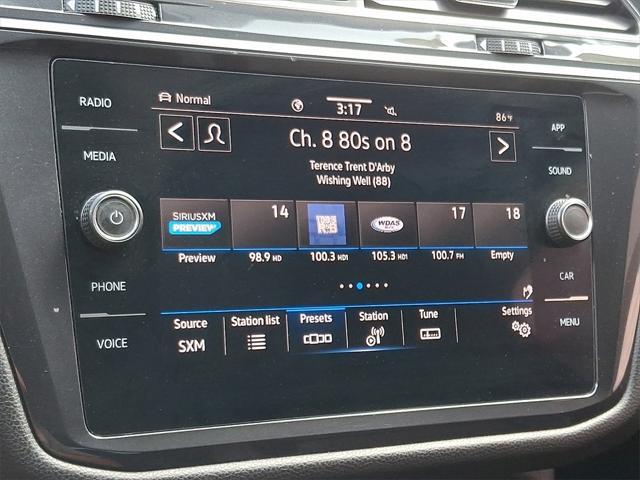 RADIO
MEDIA
PHONE
VOICE
Normal
3:17
86°F
Ch. 8 80s on 8
Terence Trent D'Arby
Wishing Well (88)
SIRIUSXM
PREVIEW
14
WDAS
17
18
Preview
98.9 HD
100.3 HD1
105.3 HD1
100.7 FM
Empty
Source
SXM
Station list
Presets
Station
Tune
Settings
APP
SOUND
CAR
MENU